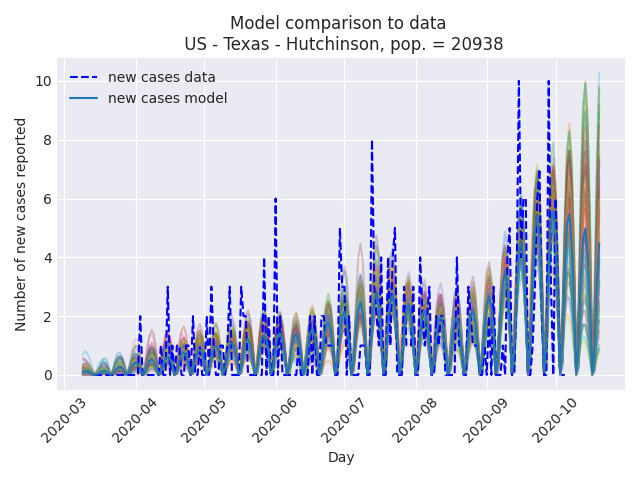 Model comparison to data
US - Texas - Hutchinson, pop. = 20938
new cases data
new cases model
Number of new cases reported
10
8
6
4
2
0
2020-03
2020-04
2020-05
2020-06
2020-07
2020-08
2020-09
2020-10
Day